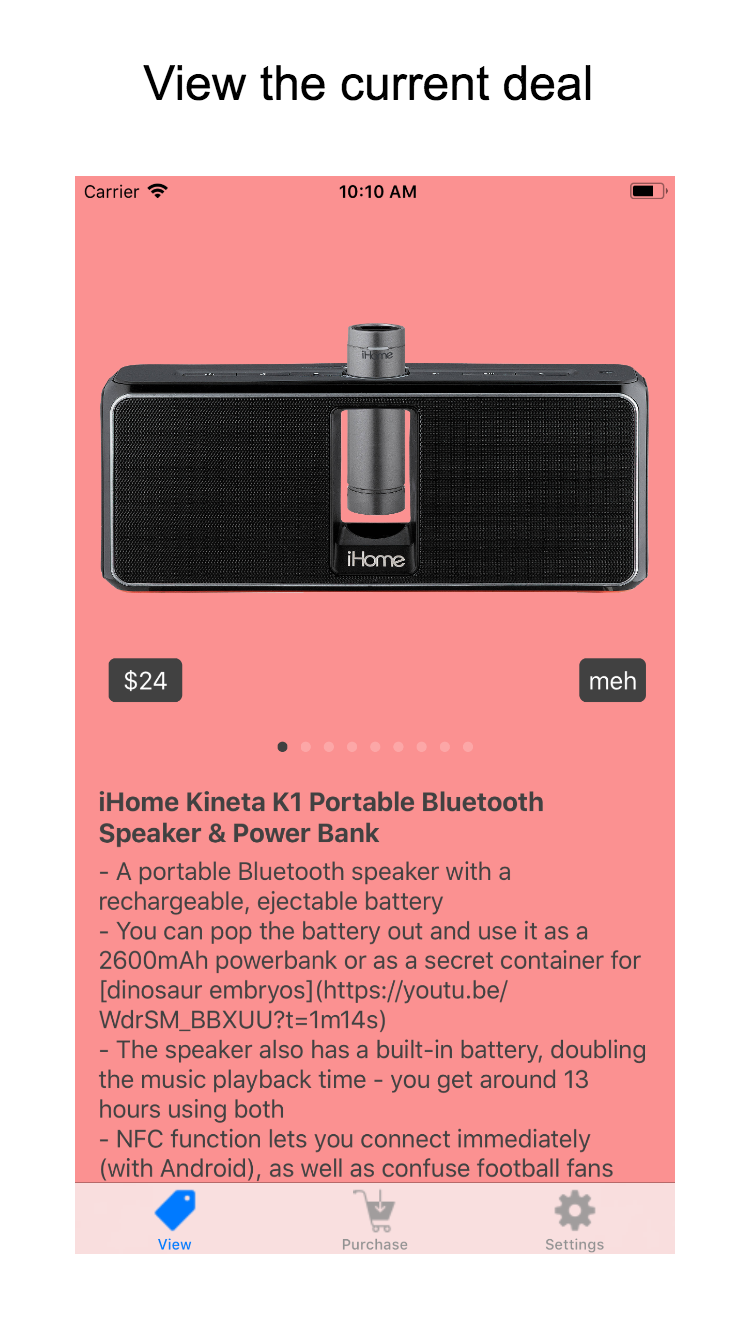 View the current deal
Carrier
10:10 AM
iHome
iHome
$24
meh
iHome Kineta K1 Portable Bluetooth
Speaker & Power Bank
- A portable Bluetooth speaker with a
rechargeable, ejectable battery
- You can pop the battery out and use it as a
2600mAh powerbank or as a secret container for
[dinosaur embryos](https://youtu.be/
WdrSM_BBXUU?t=1m14s)
- The speaker also has a built-in battery, doubling
the music playback time - you get around 13
hours using both
- NFC function lets you connect immediately
(with Android), as well as confuse football fans
View
Purchase
Settings